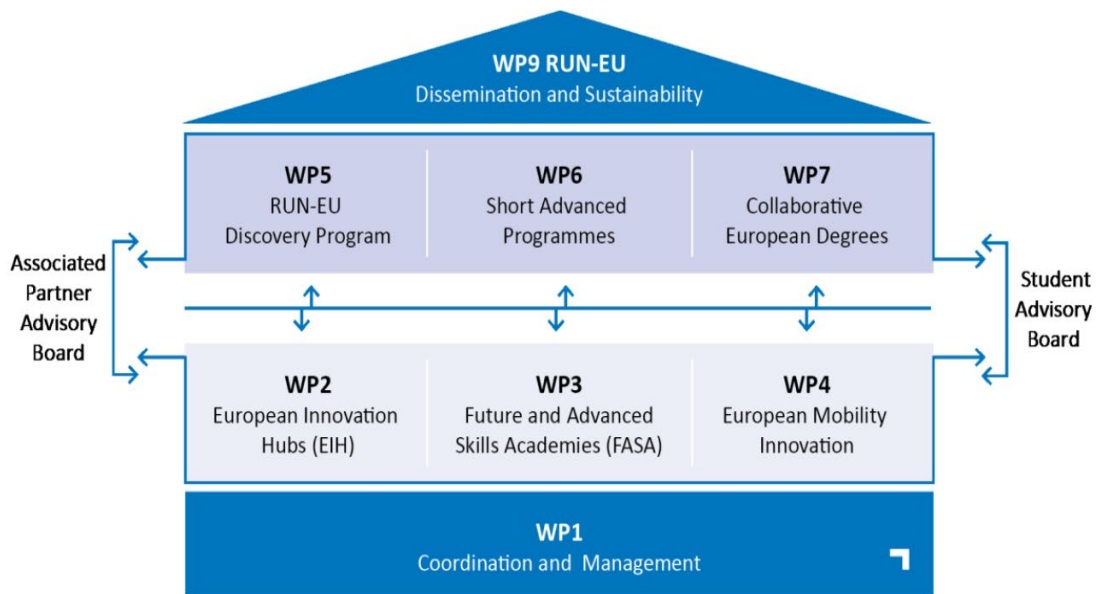 WP9 RUN-EU
Dissemination and Sustainability
WP5
RUN-EU
Discovery Program
WP6
Short Advanced
Programmes
WP7
Collaborative
European Degrees
Associated
Partner
Advisory
Board
Student
Advisory
Board
WP2
European Innovation
Hubs (EIH)
WP3
Future and Advanced
Skills Academies (FASA)
WP4
European Mobility
Innovation
WP1
Coordination and Management